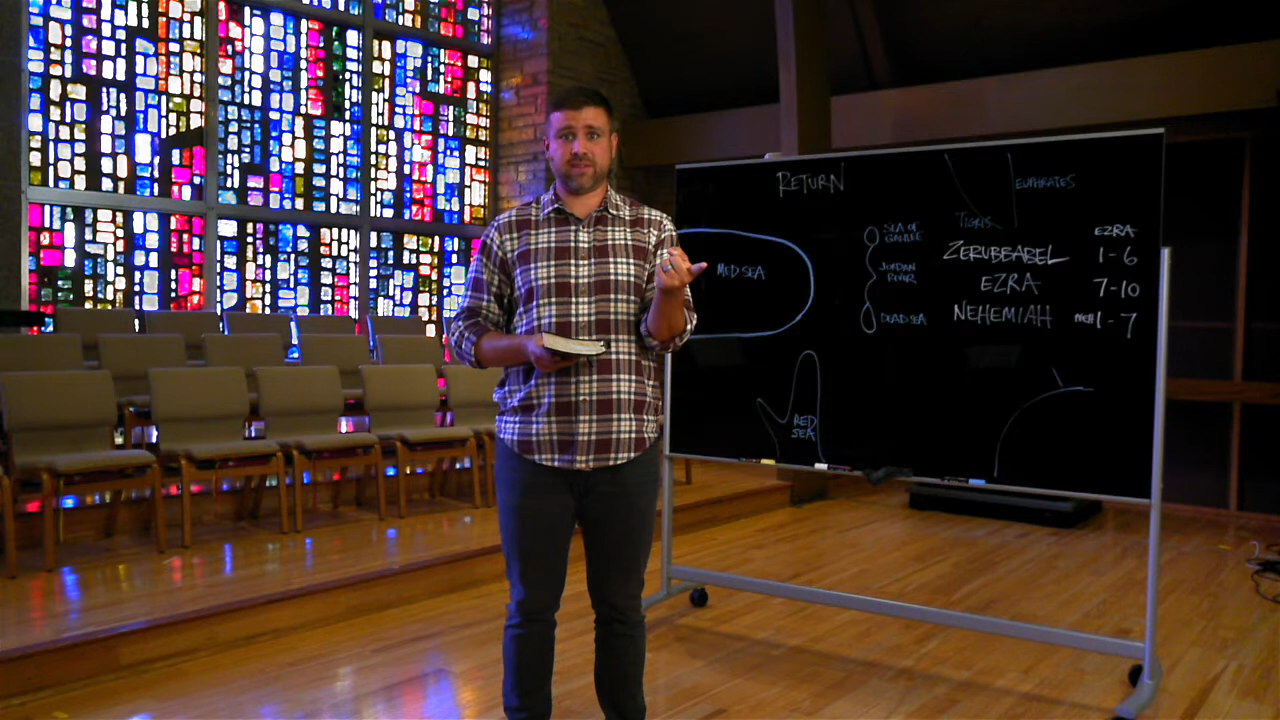 RETURN
EUPHRATES
TIGRIS
SEA OF
GALILEE
MED SEA
JORDAN
RIVER
DEAD SEA
RED
SEA
EZRA
ZERUBBABEL 1-6
EZRA 7-10
NEHEMIAH NEH 1-7